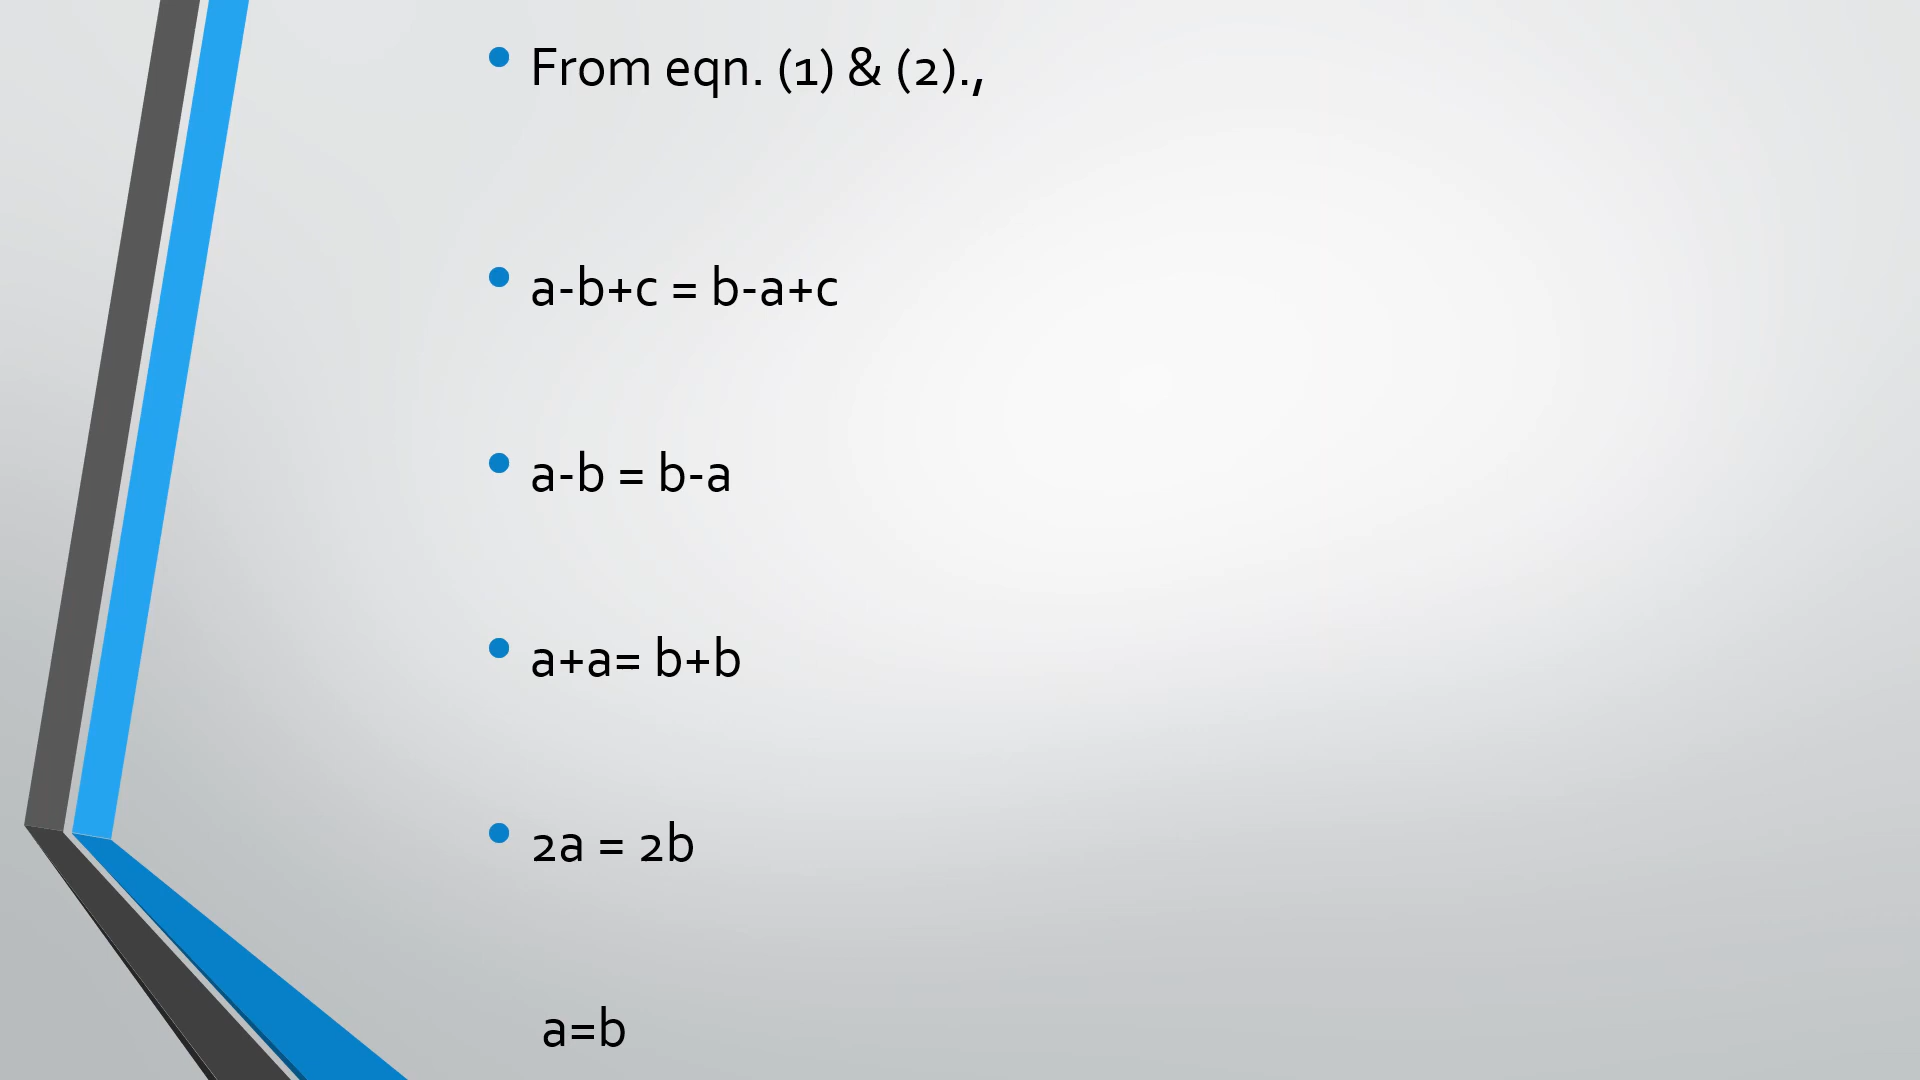 From eqn. (1) & (2).,
a-b+c = b-a+c
a-b = b-a
a+a= b+b
2a = 2b
a=b